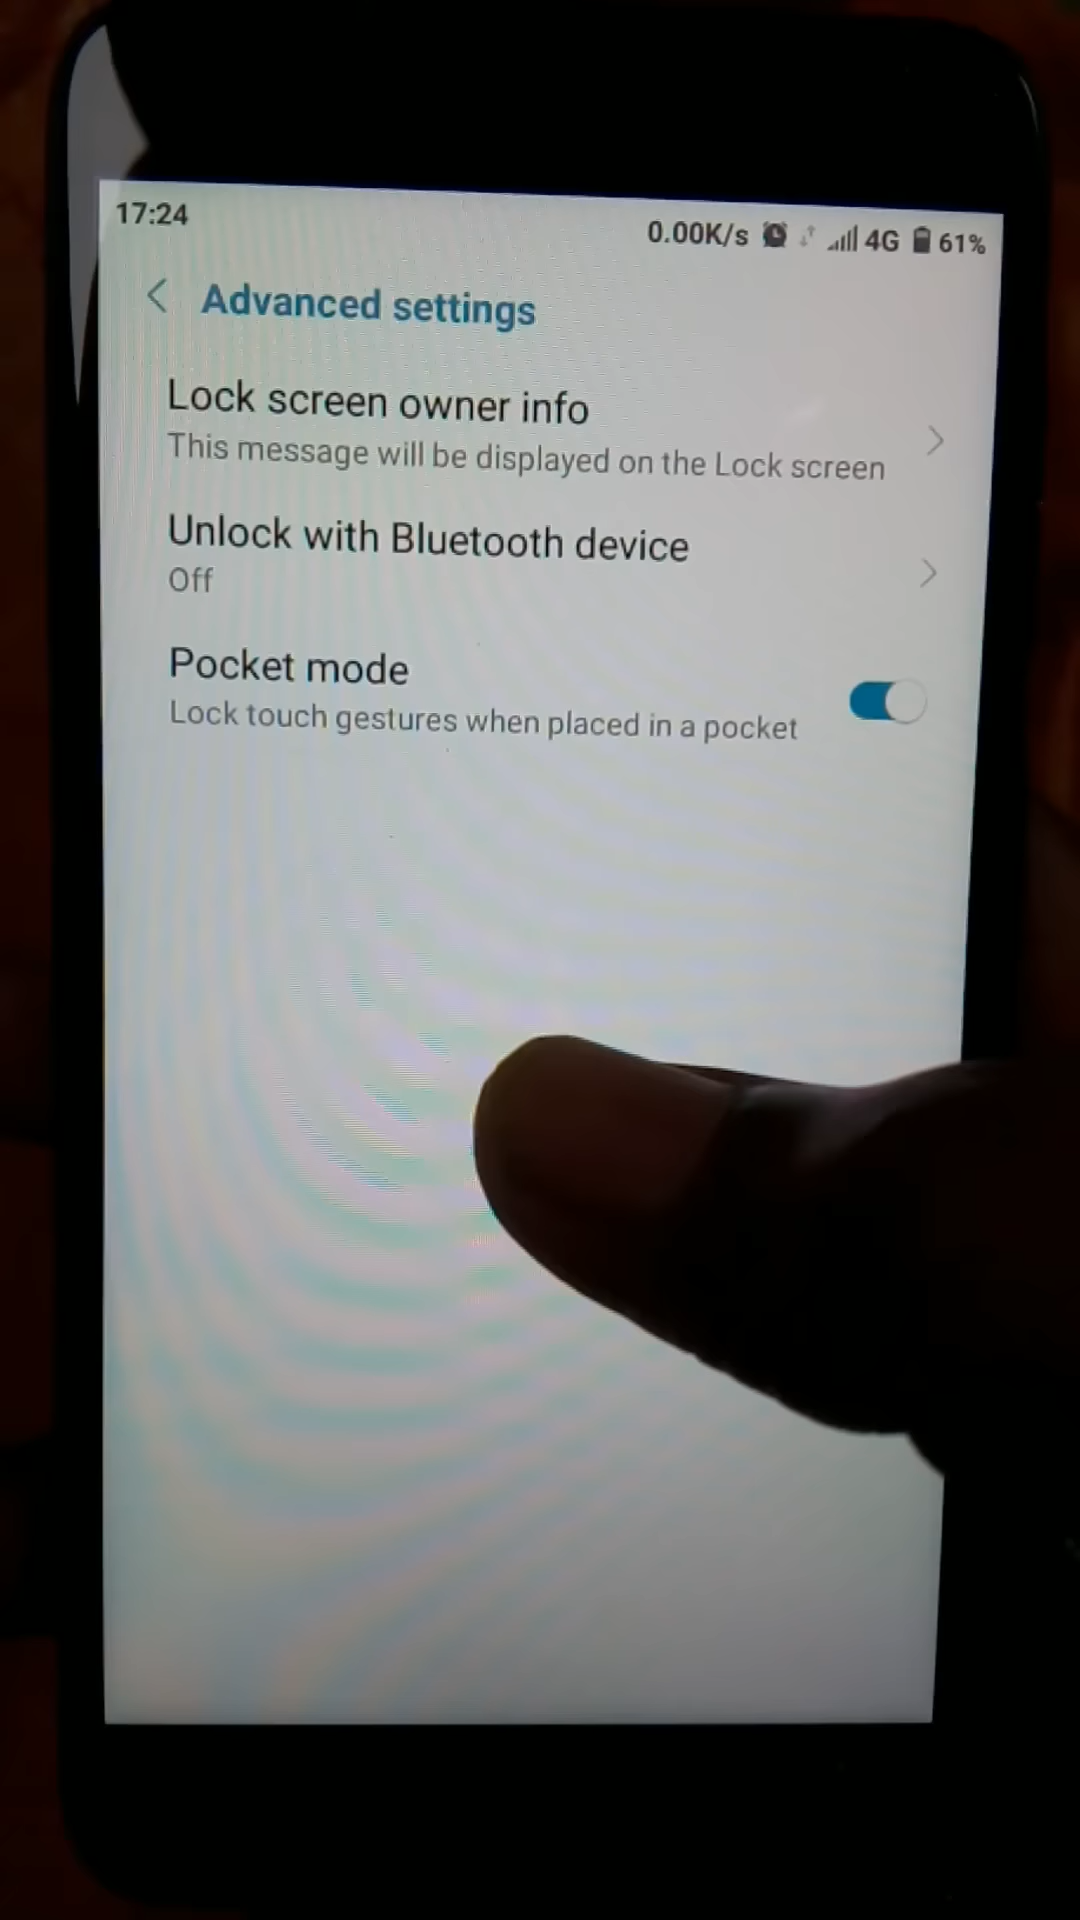 17:24
0.00K/s 4G 61%
Advanced settings
Lock screen owner info
This message will be displayed on the Lock screen
Unlock with Bluetooth device
Off
Pocket mode
Lock touch gestures when placed in a pocket